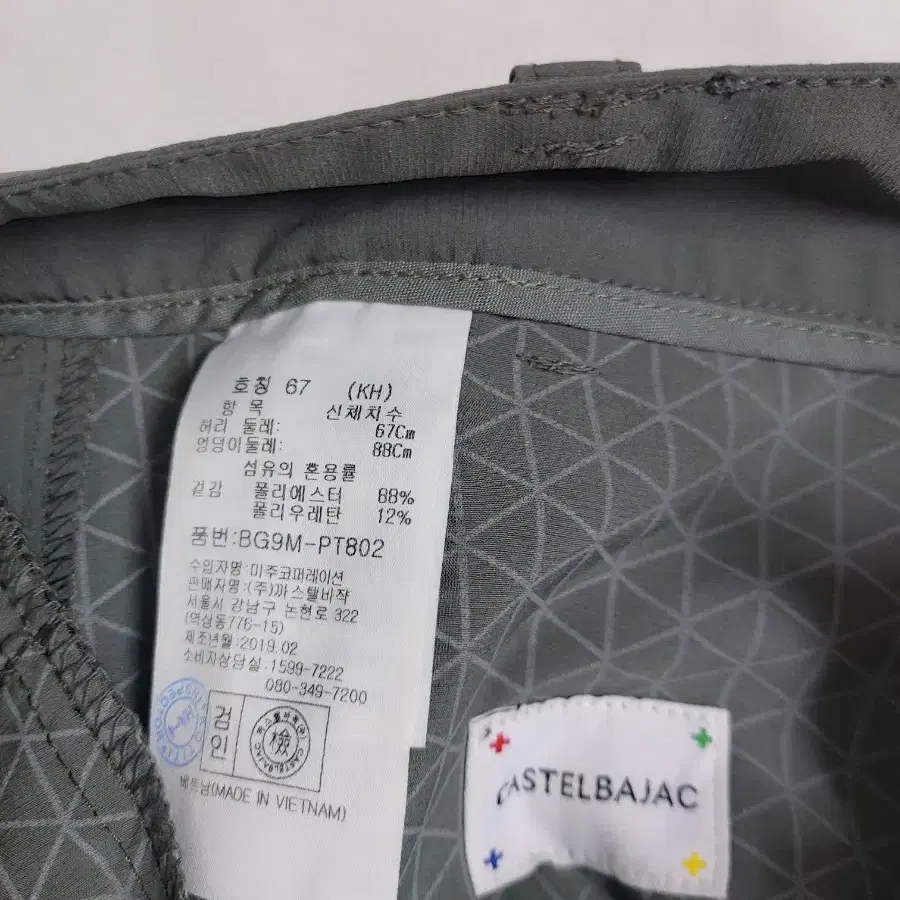 호칭 67 (KH)
항 목 신체치수
허리 둘레: 67Cm
엉덩이둘레: 88Cm
섬유의 혼용률
겉감 폴리에스터 88%
폴리우레탄 12%
품번:BG9M-PT802
수입자명:미주코퍼레이션
판매자명:(주)까스텔바쟉
서울시 강남구 논현로 322
(역삼동776-15)
제조년월:2019.02
소비자상담실:1599-7222
080-349-7200
검인
檢
CASTELBAJAC
베트남(MADE IN VIETNAM)
CASTELBAJAC